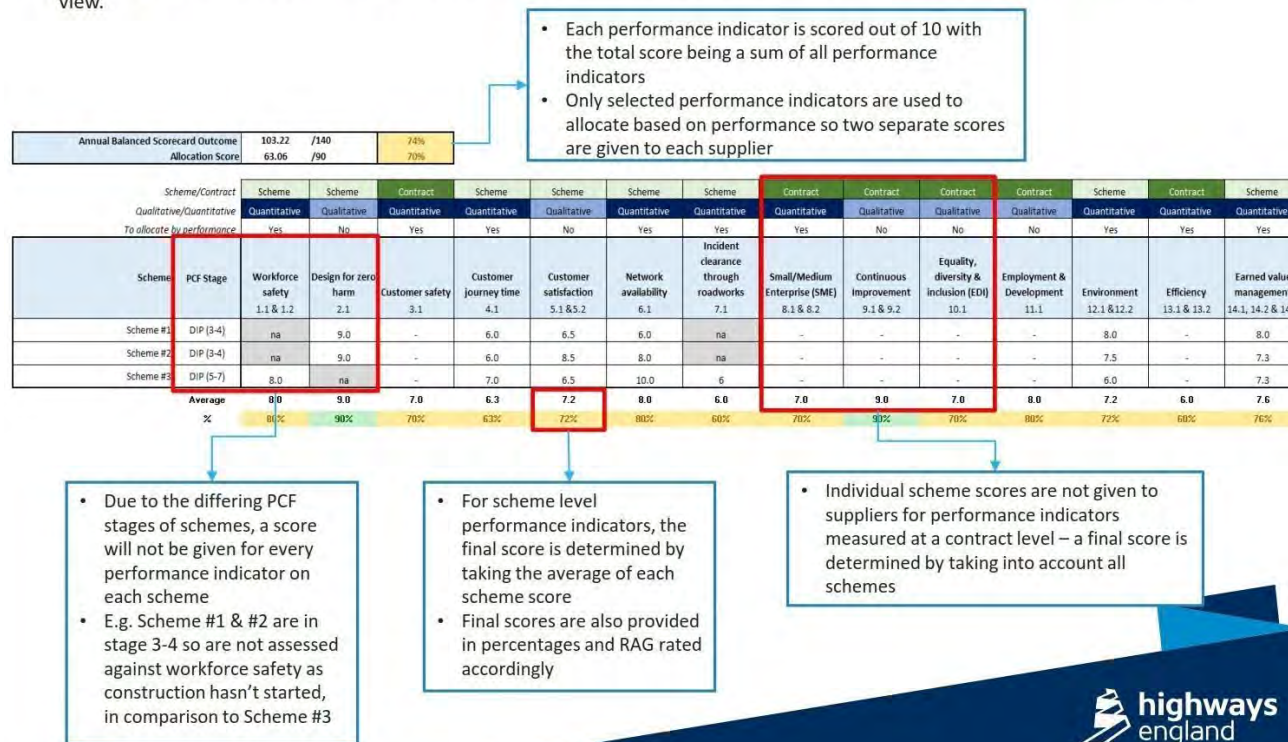 view.
• Each performance indicator is scored out of 10 with
the total score being a sum of all performance
indicators
• Only selected performance indicators are used to
allocate based on performance so two separate scores
are given to each supplier
Annual Balanced Scorecard Outcome 103.22 /140 74%
Allocation Score 63.06 /90 70%
Scheme/Contract Scheme Scheme Contract Scheme Scheme Scheme Scheme Contract Contract Contract Contract Scheme Contract Scheme
Qualitative/Quantitative Quantitative Qualitative Quantitative Quantitative Qualitative Quantitative Quantitative Quantitative Qualitative Qualitative Qualitative Quantitative Quantitative Quantitative
To allocate by performance Yes No Yes Yes No Yes Yes Yes No No No Yes Yes Yes
Scheme PCF Stage Workforce safety 1.1 & 1.2 Design for zero harm 2.1 Customer safety 3.1 Customer journey time 4.1 Customer satisfaction 5.1 &5.2 Network availability 6.1 Incident clearance through roadworks 7.1 Small/Medium Enterprise (SME) 8.1 & 8.2 Continuous Improvement 9.1 & 9.2 Equality, diversity & inclusion (EDI) 10.1 Employment & Development 11.1 Environment 12.1 &12.2 Efficiency 13.1 & 13.2 Earned value management 14.1, 14.2 & 14
Scheme #1 DIP (3-4) na 9.0 - 6.0 6.5 6.0 na - - - - 8.0 - 8.0
Scheme #2 DIP (3-4) na 9.0 - 6.0 8.5 8.0 na - - - - 7.5 - 7.3
Scheme #3 DIP (5-7) 8.0 na - 7.0 6.5 10.0 6 - - - - 6.0 - 7.3
Average 8.0 9.0 7.0 6.3 7.2 8.0 6.0 7.0 9.0 7.0 8.0 7.2 6.0 7.6
% 80% 90% 70% 63% 72% 80% 60% 70% 90% 70% 80% 72% 60% 76%
• Due to the differing PCF
stages of schemes, a score
will not be given for every
performance indicator on
each scheme
• E.g. Scheme #1 & #2 are in
stage 3-4 so are not assessed
against workforce safety as
construction hasn't started,
in comparison to Scheme #3
• For scheme level
performance indicators, the
final score is determined by
taking the average of each
scheme score
• Final scores are also provided
in percentages and RAG rated
accordingly
• Individual scheme scores are not given to
suppliers for performance indicators
measured at a contract level – a final score is
determined by taking into account all
schemes
highways
england